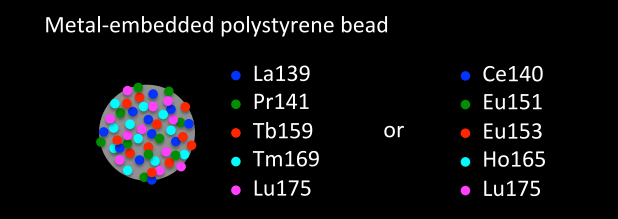 Metal-embedded polystyrene bead
La139
Pr141
Tb159
Tm169
Lu175
or
Ce140
Eu151
Eu153
Ho165
Lu175